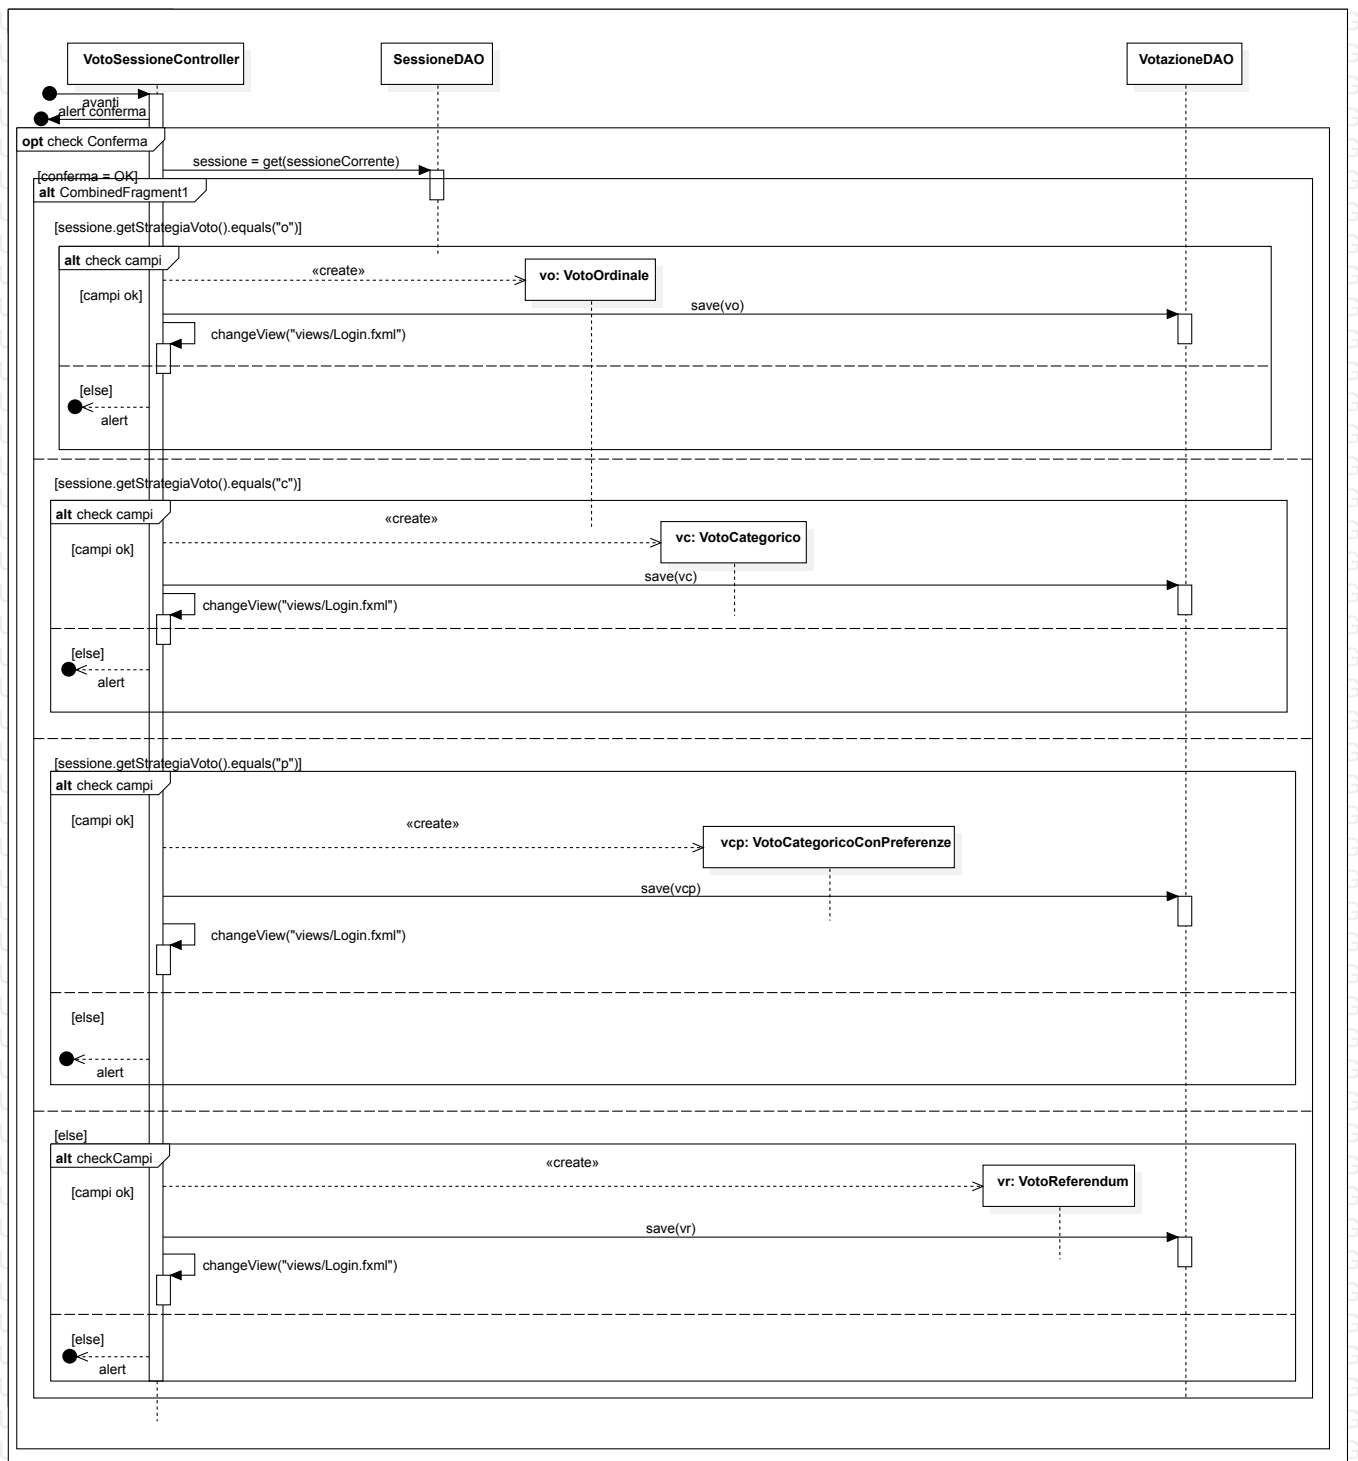 VotoSessioneController
SessioneDAO
VotazioneDAO
avanti
alert conferma
opt check Conferma
sessione = get(sessioneCorrente)
[conferma = OK]
alt CombinedFragment1
[sessione.getStrategiaVoto().equals("o")]
alt check campi
«create»
vo: VotoOrdinale
[campi ok]
save(vo)
changeView("views/Login.fxml")
[else]
alert
[sessione.getStrategiaVoto().equals("c")]
alt check campi
«create»
vc: VotoCategorico
[campi ok]
save(vc)
changeView("views/Login.fxml")
[else]
alert
[sessione.getStrategiaVoto().equals("p")]
alt check campi
[campi ok]
«create»
vcp: VotoCategoricoConPreferenze
save(vcp)
changeView("views/Login.fxml")
[else]
alert
[else]
alt checkCampi
«create»
vr: VotoReferendum
[campi ok]
save(vr)
changeView("views/Login.fxml")
[else]
alert